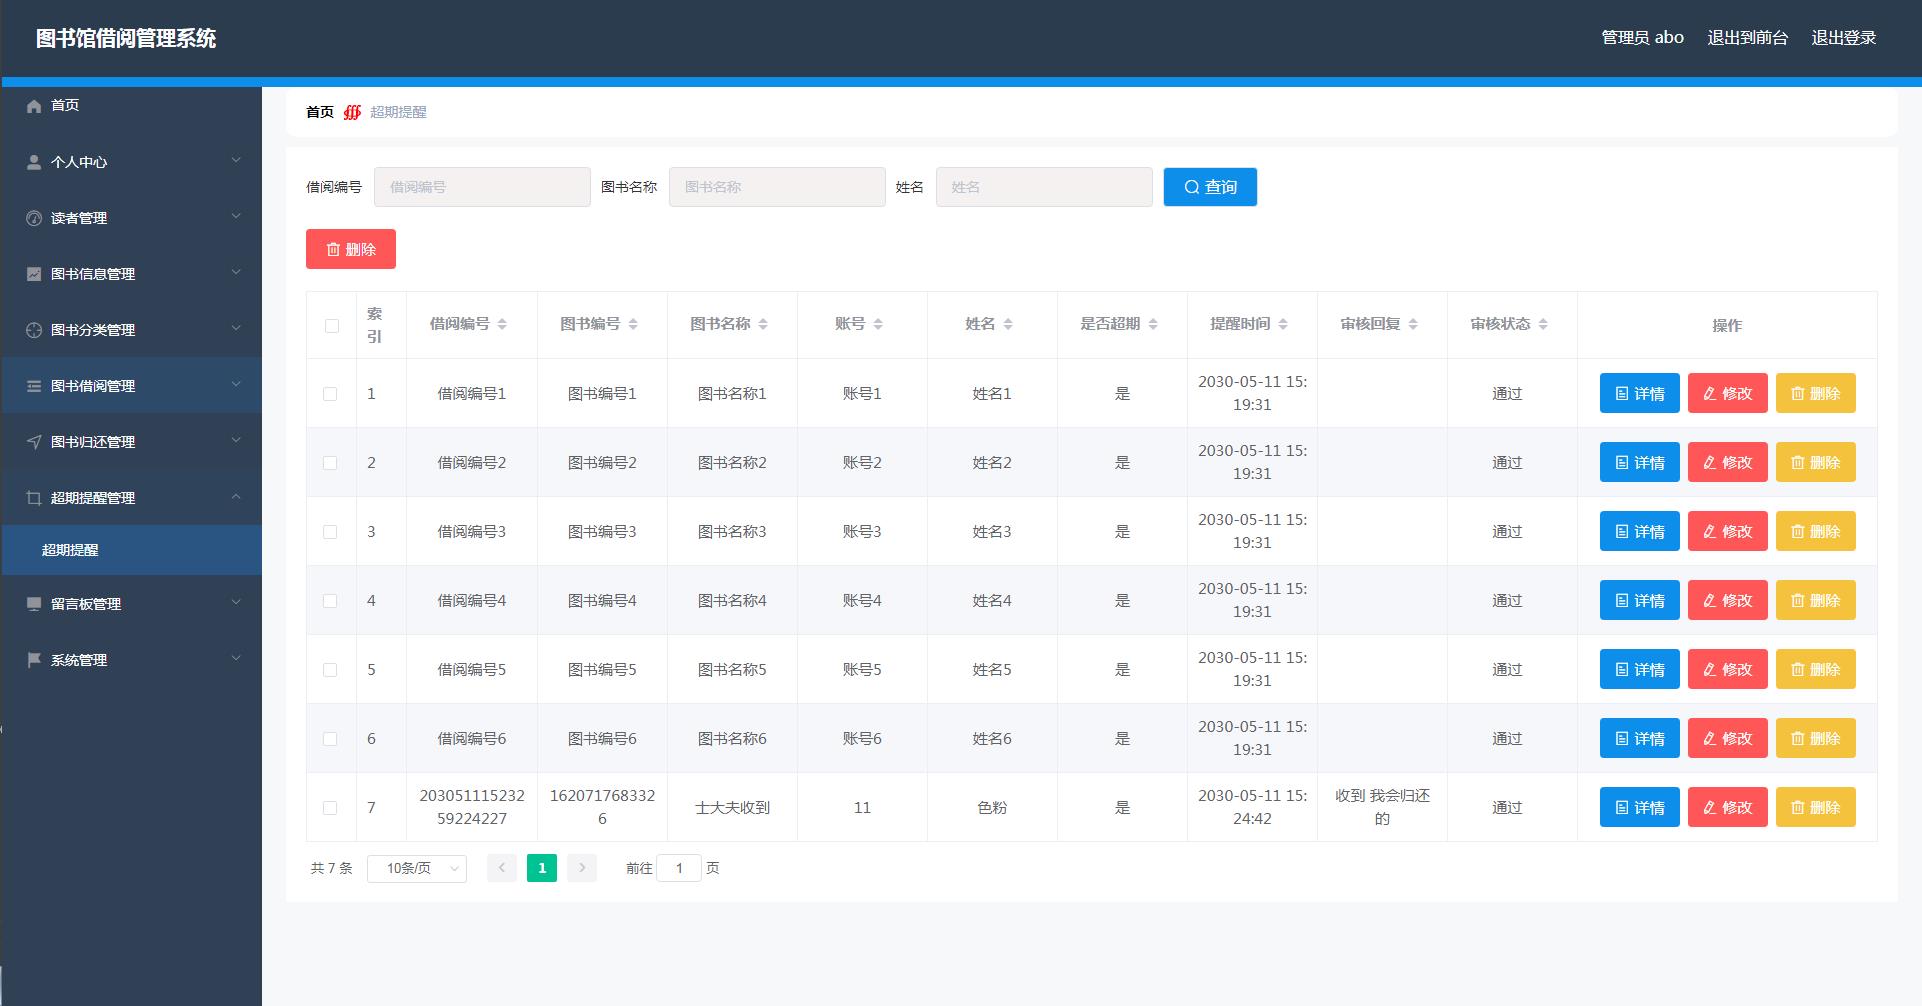 图书馆借阅管理系统
管理员 abo 退出到前台 退出登录
首页
个人中心
读者管理
图书信息管理
图书分类管理
图书借阅管理
图书归还管理
超期提醒管理
超期提醒
留言板管理
系统管理
首页 超期提醒
借阅编号 借阅编号 图书名称 图书名称 姓名 姓名 查询
删除
索引 借阅编号 图书编号 图书名称 账号 姓名 是否超期 提醒时间 审核回复 审核状态 操作
1 借阅编号1 图书编号1 图书名称1 账号1 姓名1 是 2030-05-11 15:19:31 通过 详情 修改 删除
2 借阅编号2 图书编号2 图书名称2 账号2 姓名2 是 2030-05-11 15:19:31 通过 详情 修改 删除
3 借阅编号3 图书编号3 图书名称3 账号3 姓名3 是 2030-05-11 15:19:31 通过 详情 修改 删除
4 借阅编号4 图书编号4 图书名称4 账号4 姓名4 是 2030-05-11 15:19:31 通过 详情 修改 删除
5 借阅编号5 图书编号5 图书名称5 账号5 姓名5 是 2030-05-11 15:19:31 通过 详情 修改 删除
6 借阅编号6 图书编号6 图书名称6 账号6 姓名6 是 2030-05-11 15:19:31 通过 详情 修改 删除
7 20305111523259224227 1620717683326 士大夫收到 11 色粉 是 2030-05-11 15:24:42 收到 我会归还的 通过 详情 修改 删除
共 7 条 10条/页 1 前往 1 页